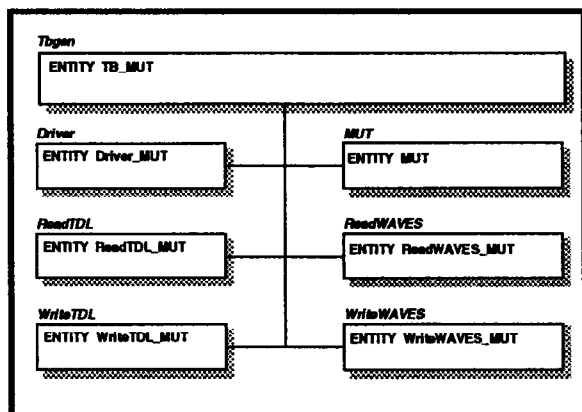 Tbgen
ENTITY TB_MUT
Driver
ENTITY Driver_MUT
MUT
ENTITY MUT
ReadTDL
ENTITY ReadTDL_MUT
ReadWAVES
ENTITY ReadWAVES_MUT
WriteTDL
ENTITY WriteTDL_MUT
WriteWAVES
ENTITY WriteWAVES_MUT